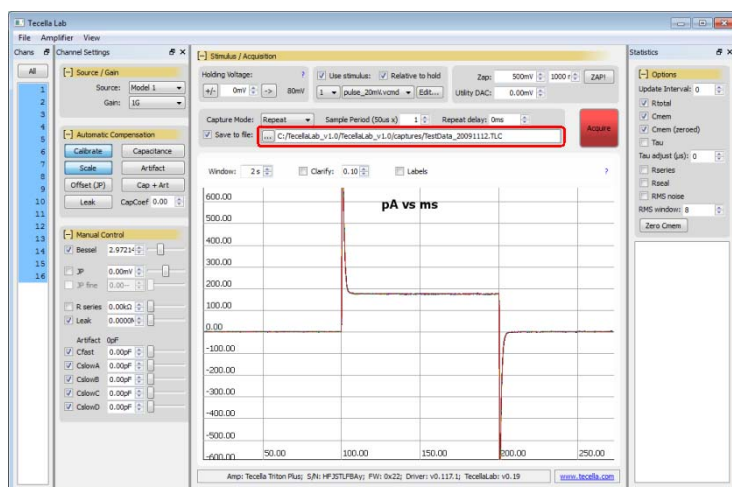 Tecella Lab
File Amplifier View
Chans
All
1
2
3
4
5
6
7
8
9
10
11
12
13
14
15
16
Channel Settings
[-] Source / Gain
Source: Model 1
Gain: 1G
[-] Automatic Compensation
Calibrate Capacitance
Scale Artifact
Offset (JP) Cap + Art
Leak CapCoef 0.00
[-] Manual Control
Bessel 2.9721
JP 0.00mV
JP fine 0.00
R series 0.00kΩ
Leak 0.0000
Artifact 0pF
Cfast 0.00pF
CslowA 0.00pF
CslowB 0.00pF
CslowC 0.00pF
CslowD 0.00pF
[-] Stimulus / Acquisition
Holding Voltage: ?
+/- 0mV -> 80mV
Use stimulus: Relative to hold
1 pulse_20mV.vcmd Edit...
Zap: 500mV 1000 ZAP!
Utility DAC: 0.00mV
Capture Mode: Repeat Sample Period (50us x) 1 Repeat delay: 0ms
Save to file: ... C:/TecellaLab_v1.0/TecellaLab_v1.0/captures/TestData_20091112.TLC
Acquire
Window: 2 s Clarify: 0.10 Labels ?
pA vs ms
600.00
500.00
400.00
300.00
200.00
100.00
0.00
-100.00
-200.00
-300.00
-400.00
-500.00
-600.00
50.00 100.00 150.00 200.00 250.00
Amp: Tecella Triton Plus; S/N: HFJSTLFBAy; FW: 0x22; Driver: v0.117.1; TecellaLab: v0.19
www.tecella.com
Statistics
[-] Options
Update Interval: 0
Rtotal
Cmem
Cmem (zeroed)
Tau
Tau adjust (µs): 0
Rseries
Rseal
RMS noise
RMS window: 8
Zero Cmem